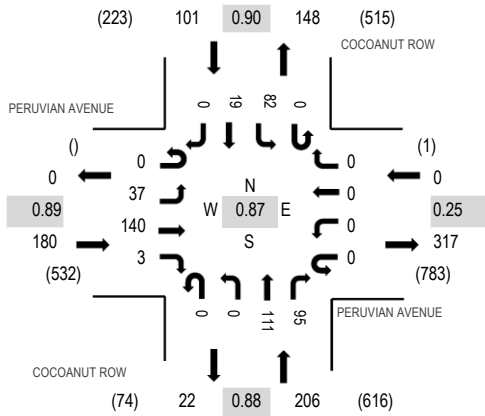 (223) 101 0.90 148 (515)
COCOANUT ROW
PERUVIAN AVENUE
0 19 82 0
() (1)
0 0 0 0
0.89 37 N 0 0.25
W 0.87 E
180 140 S 0 317
(532) 3 0 (783)
0 0 111 95
PERUVIAN AVENUE
COCOANUT ROW
(74) 22 0.88 206 (616)